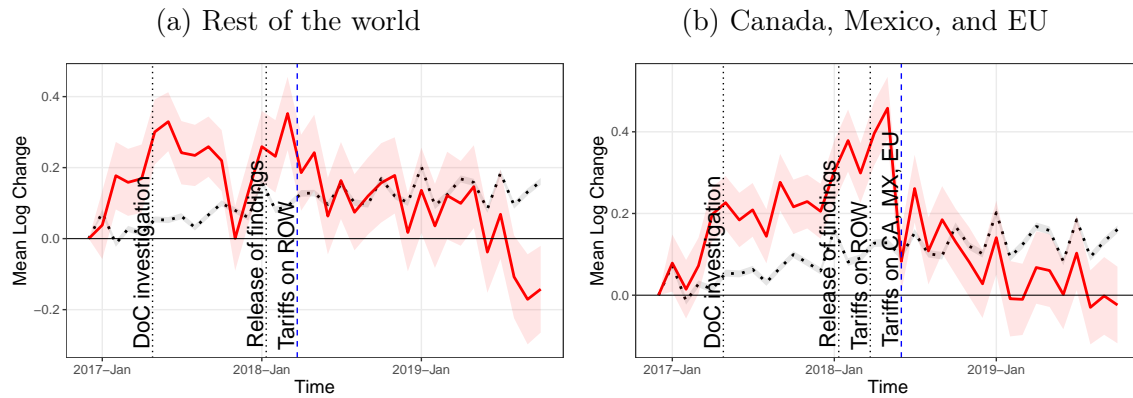 (a) Rest of the world
Mean Log Change
0.4
0.2
0.0
−0.2
DoC investigation
Release of findings
Tariffs on ROW
2017−Jan
2018−Jan
2019−Jan
Time
(b) Canada, Mexico, and EU
Mean Log Change
0.4
0.2
0.0
DoC investigation
Release of findings
Tariffs on ROW
Tariffs on CA, MX, EU
2017−Jan
2018−Jan
2019−Jan
Time